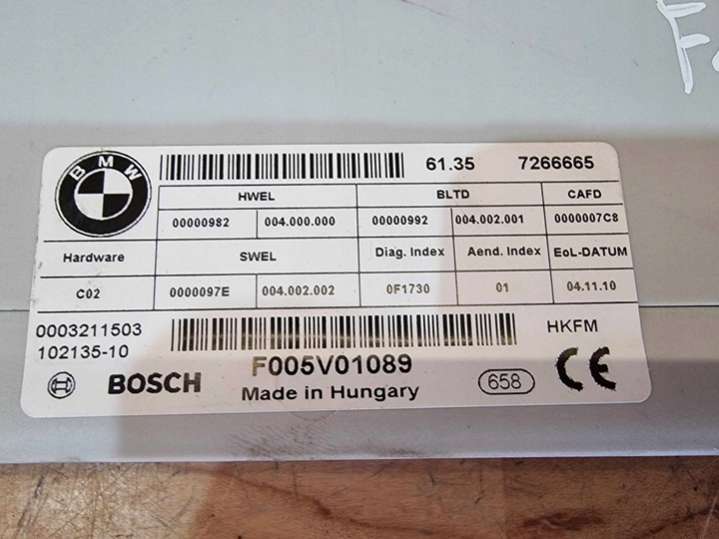 BMW
61.35 7266665
HWEL BLTD CAFD
00000982 004.000.000 00000992 004.002.001 0000007C8
Hardware SWEL Diag. Index Aend. Index EoL-DATUM
C02 0000097E 004.002.002 0F1730 01 04.11.10
0003211503 HKFM
102135-10
F005V01089
BOSCH Made in Hungary 658 CE